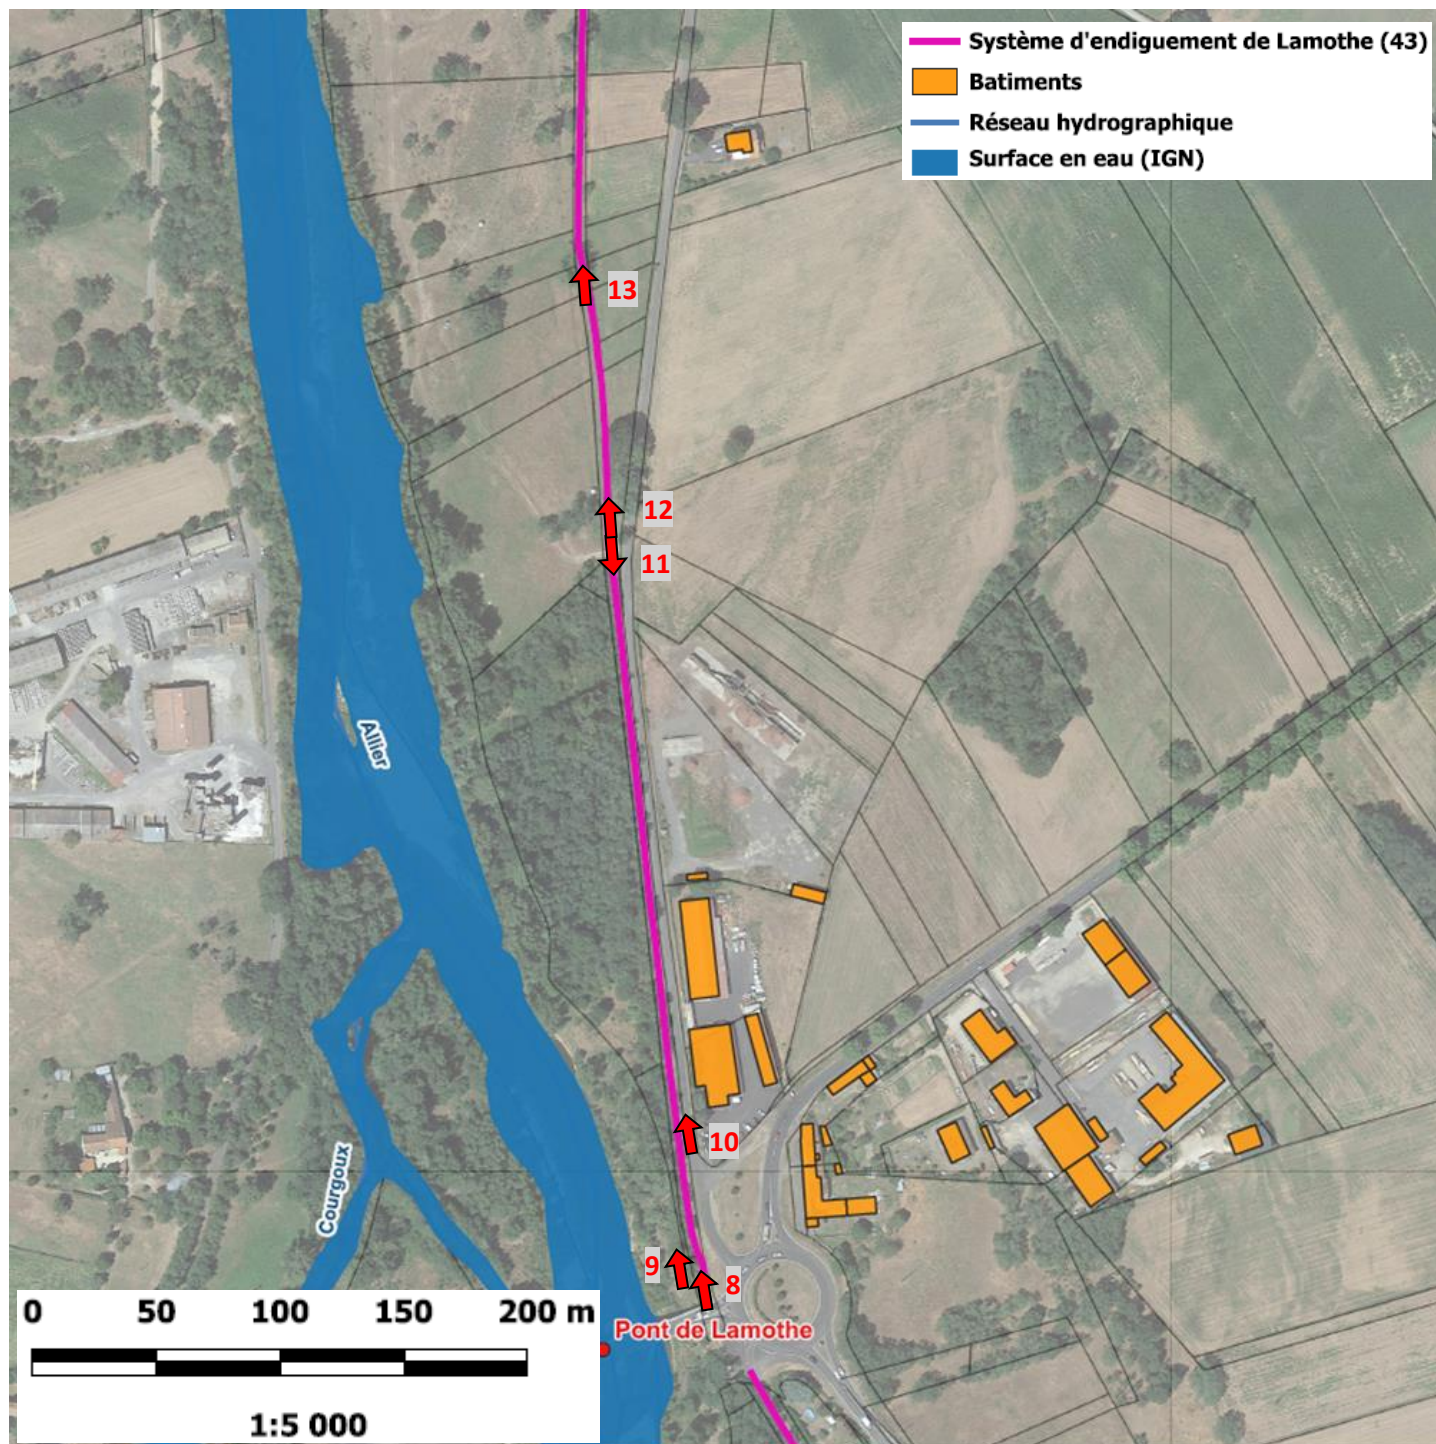 Système d'endiguement de Lamothe (43)
Batiments
Réseau hydrographique
Surface en eau (IGN)
13
12
11
Allier
10
Courgoux
9
8
Pont de Lamothe
0 50 100 150 200 m
1:5 000